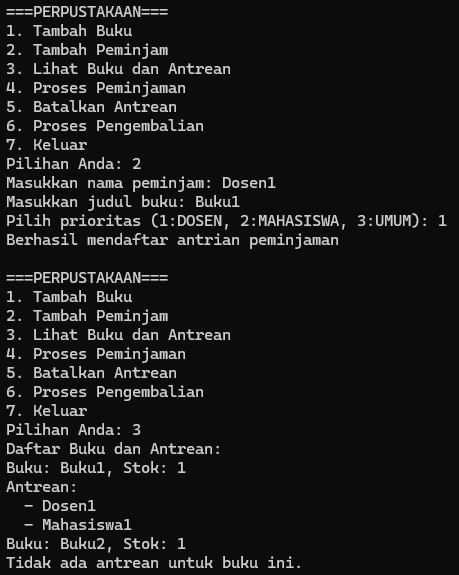 ===PERPUSTAKAAN===
1. Tambah Buku
2. Tambah Peminjam
3. Lihat Buku dan Antrean
4. Proses Peminjaman
5. Batalkan Antrean
6. Proses Pengembalian
7. Keluar
Pilihan Anda: 2
Masukkan nama peminjam: Dosen1
Masukkan judul buku: Buku1
Pilih prioritas (1:DOSEN, 2:MAHASISWA, 3:UMUM): 1
Berhasil mendaftar antrian peminjaman

===PERPUSTAKAAN===
1. Tambah Buku
2. Tambah Peminjam
3. Lihat Buku dan Antrean
4. Proses Peminjaman
5. Batalkan Antrean
6. Proses Pengembalian
7. Keluar
Pilihan Anda: 3
Daftar Buku dan Antrean:
Buku: Buku1, Stok: 1
Antrean:
  - Dosen1
  - Mahasiswa1
Buku: Buku2, Stok: 1
Tidak ada antrean untuk buku ini.